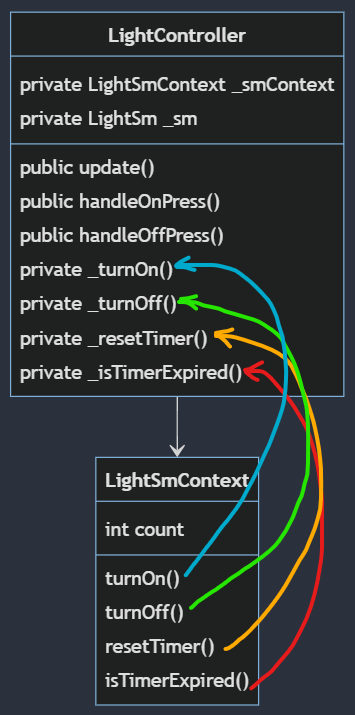 LightController
private LightSmContext _smContext
private LightSm _sm
public update()
public handleOnPress()
public handleOffPress()
private _turnOn()
private _turnOff()
private _resetTimer()
private _isTimerExpired()
LightSmContext
int count
turnOn()
turnOff()
resetTimer()
isTimerExpired()